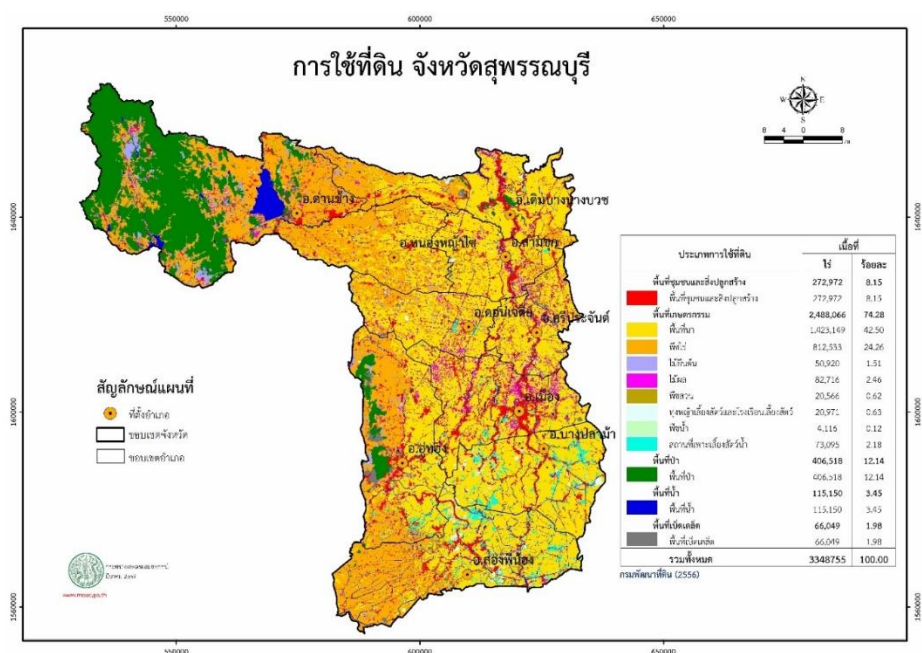 550000 600000 650000
การใช้ที่ดิน จังหวัดสุพรรณบุรี
N
W E
S
8 4 0 8
1640000 1640000
อ.ด่านช้าง
อ.เดิมบางนางบวช
อ.หนองหญ้าไซ
อ.สามชุก
อ.ดอนเจดีย์
อ.ศรีประจันต์
1600000 1600000
อ.เมือง
อ.บางปลาม้า
อ.อู่ทอง
อ.สองพี่น้อง
1560000 1560000
สัญลักษณ์แผนที่
ที่ตั้งอำเภอ
ขอบเขตจังหวัด
ขอบเขตอำเภอ
ประเภทการใช้ที่ดิน เนื้อที่
ไร่ ร้อยละ
พื้นที่ชุมชนและสิ่งปลูกสร้าง 272,972 8.15
พื้นที่ชุมชนและสิ่งปลูกสร้าง 272,972 8.15
พื้นที่เกษตรกรรม 2,488,066 74.28
พื้นที่นา 1,423,149 42.50
พืชไร่ 812,533 24.26
ไม้ยืนต้น 50,920 1.51
ไม้ผล 82,716 2.46
พืชสวน 20,566 0.62
ทุ่งหญ้าเลี้ยงสัตว์และโรงเรือนเลี้ยงสัตว์ 20,971 0.63
พืชน้ำ 4,116 0.12
สถานที่เพาะเลี้ยงสัตว์น้ำ 73,095 2.18
พื้นที่ป่า 406,518 12.14
พื้นที่ป่า 406,518 12.14
พื้นที่น้ำ 115,150 3.45
พื้นที่น้ำ 115,150 3.45
พื้นที่เบ็ดเตล็ด 66,049 1.98
พื้นที่เบ็ดเตล็ด 66,049 1.98
รวมทั้งหมด 3348755 100.00
กรมพัฒนาที่ดิน (2556)
550000 600000 650000